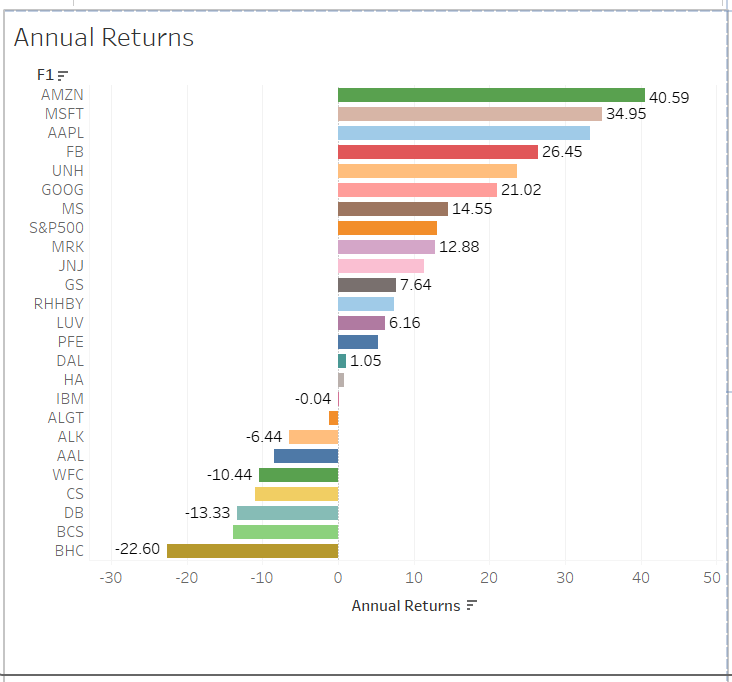 Annual Returns
F1
AMZN 40.59
MSFT 34.95
AAPL
FB 26.45
UNH
GOOG 21.02
MS 14.55
S&P500
MRK 12.88
JNJ
GS 7.64
RHHBY
LUV 6.16
PFE
DAL 1.05
HA
IBM -0.04
ALGT
ALK -6.44
AAL
WFC -10.44
CS
DB -13.33
BCS
BHC -22.60
-30 -20 -10 0 10 20 30 40 50
Annual Returns